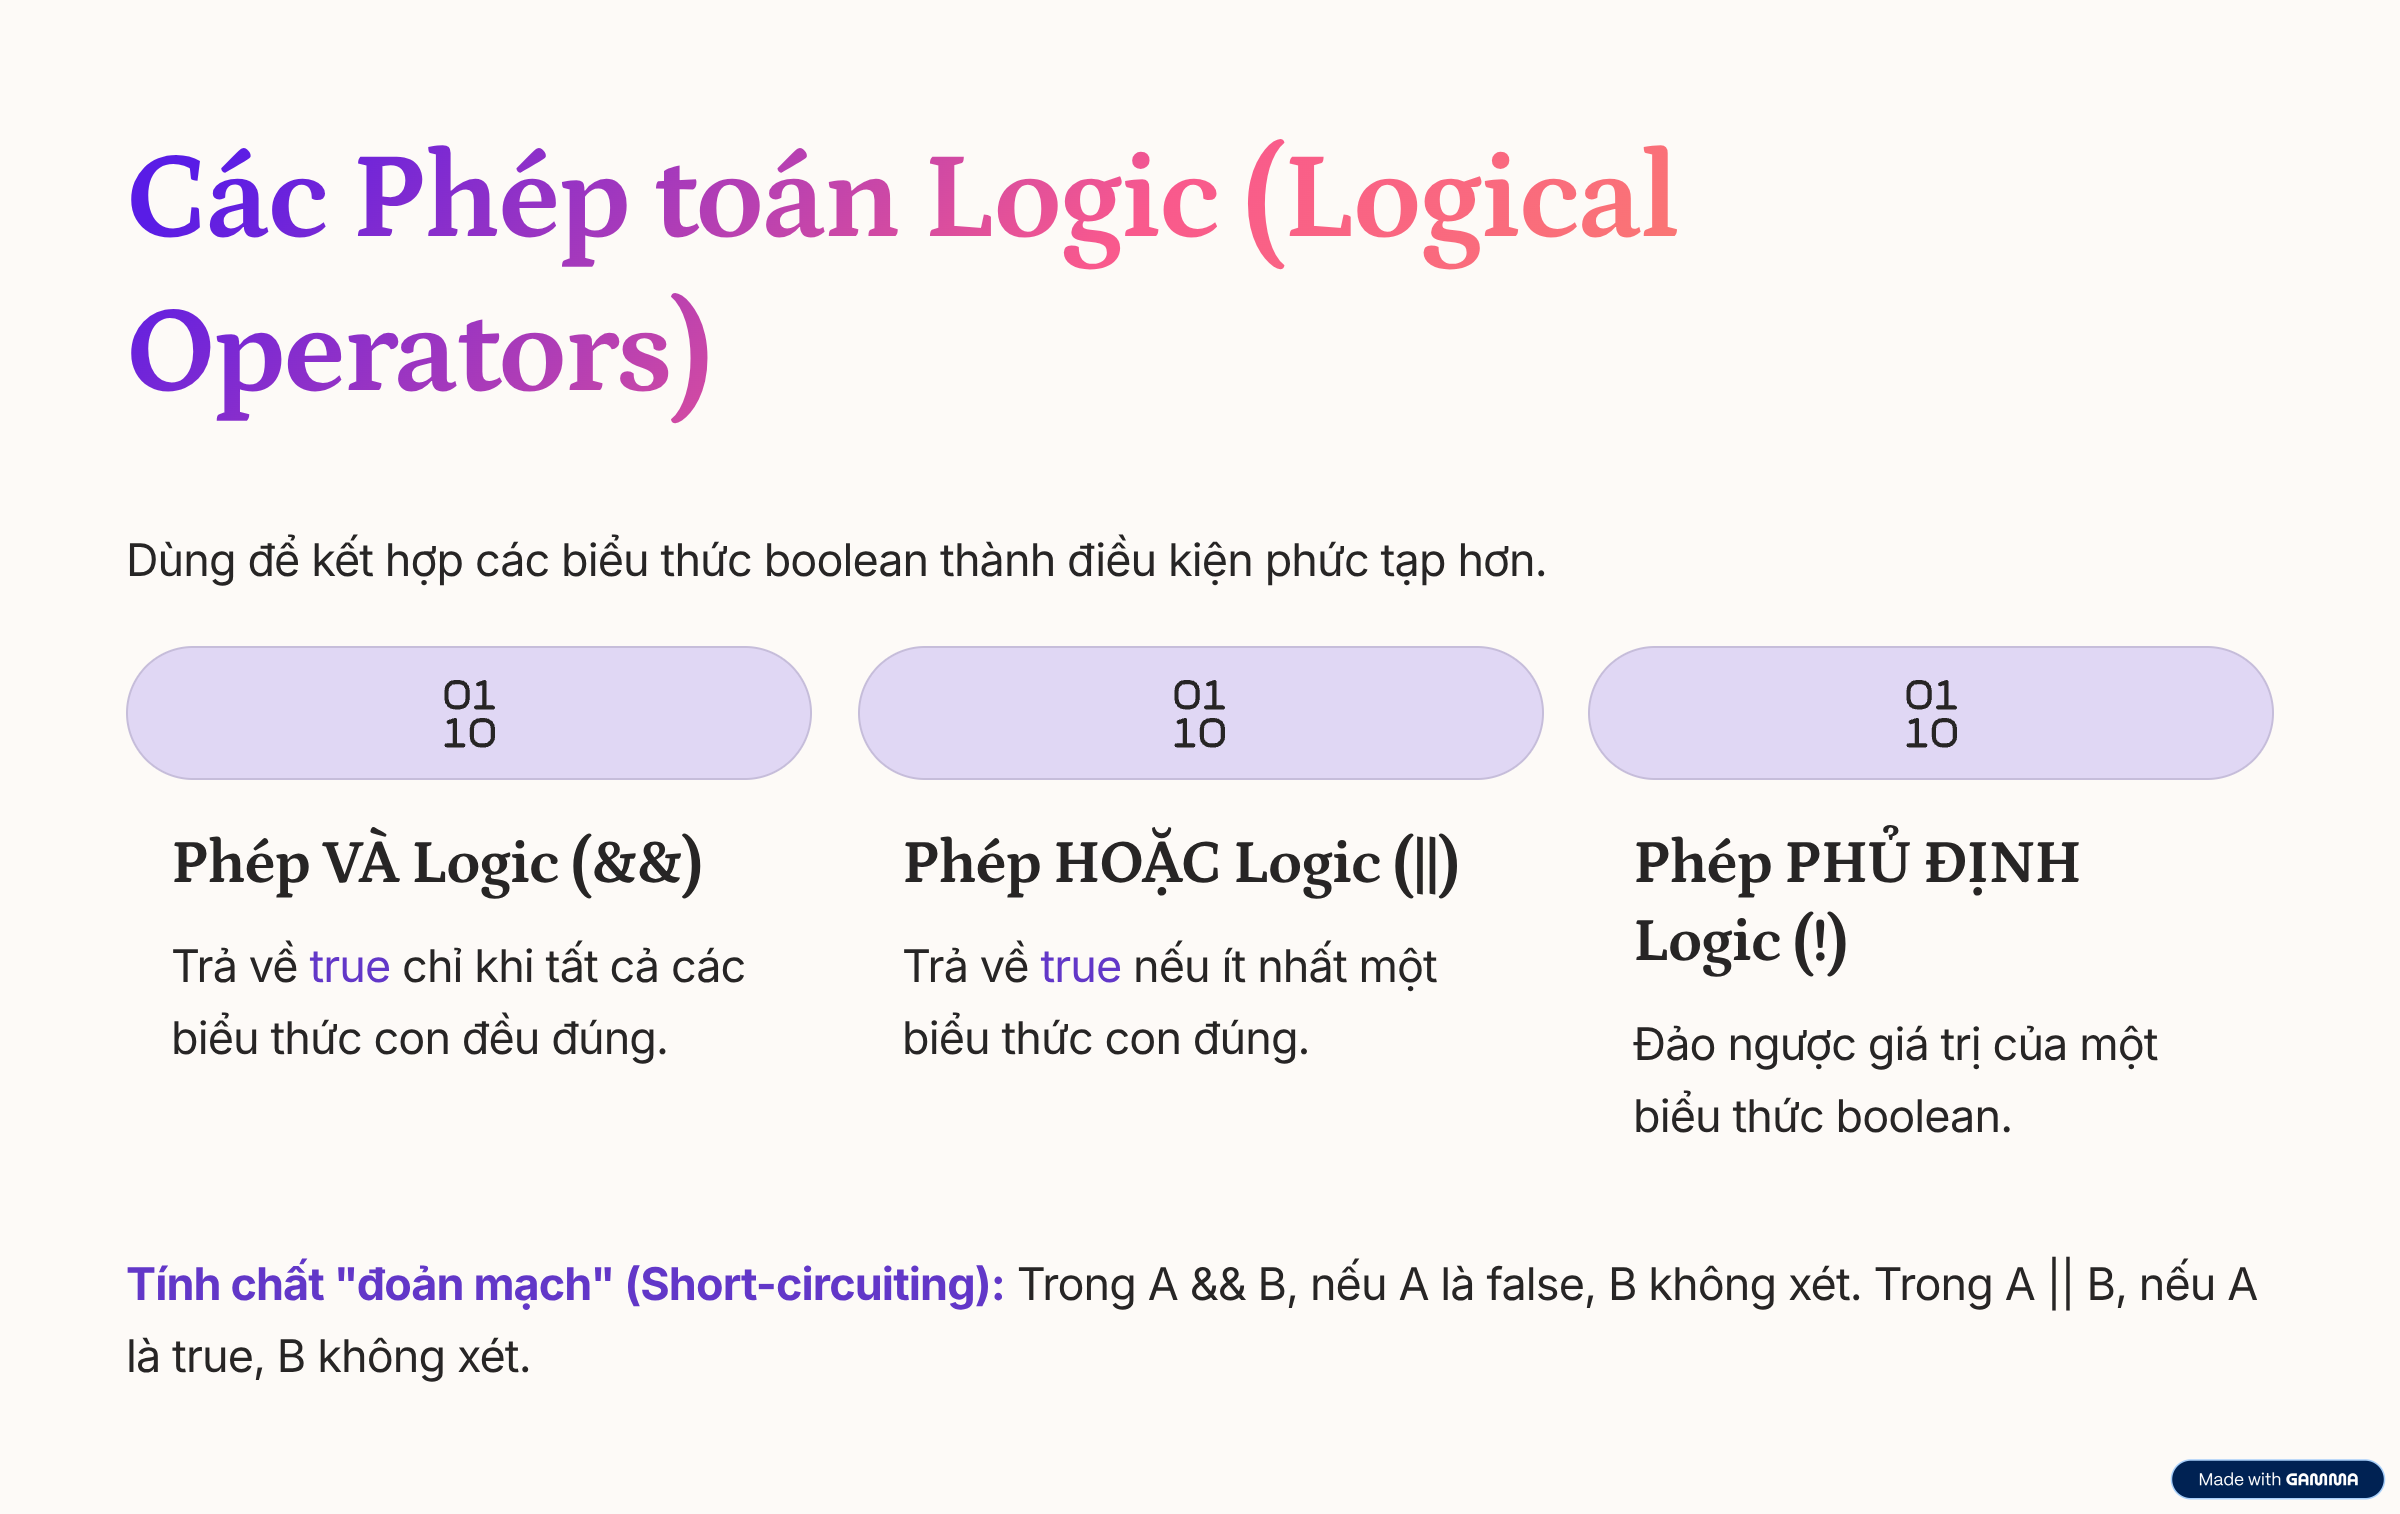 Các Phép toán Logic (Logical
Operators)
Dùng để kết hợp các biểu thức boolean thành điều kiện phức tạp hơn.
01
10
01
10
01
10
Phép VÀ Logic (&&)
Trả về true chỉ khi tất cả các
biểu thức con đều đúng.
Phép HOẶC Logic (||)
Trả về true nếu ít nhất một
biểu thức con đúng.
Phép PHỦ ĐỊNH
Logic (!)
Đảo ngược giá trị của một
biểu thức boolean.
Tính chất "đoản mạch" (Short-circuiting): Trong A && B, nếu A là false, B không xét. Trong A || B, nếu A
là true, B không xét.
Made with GAMMA